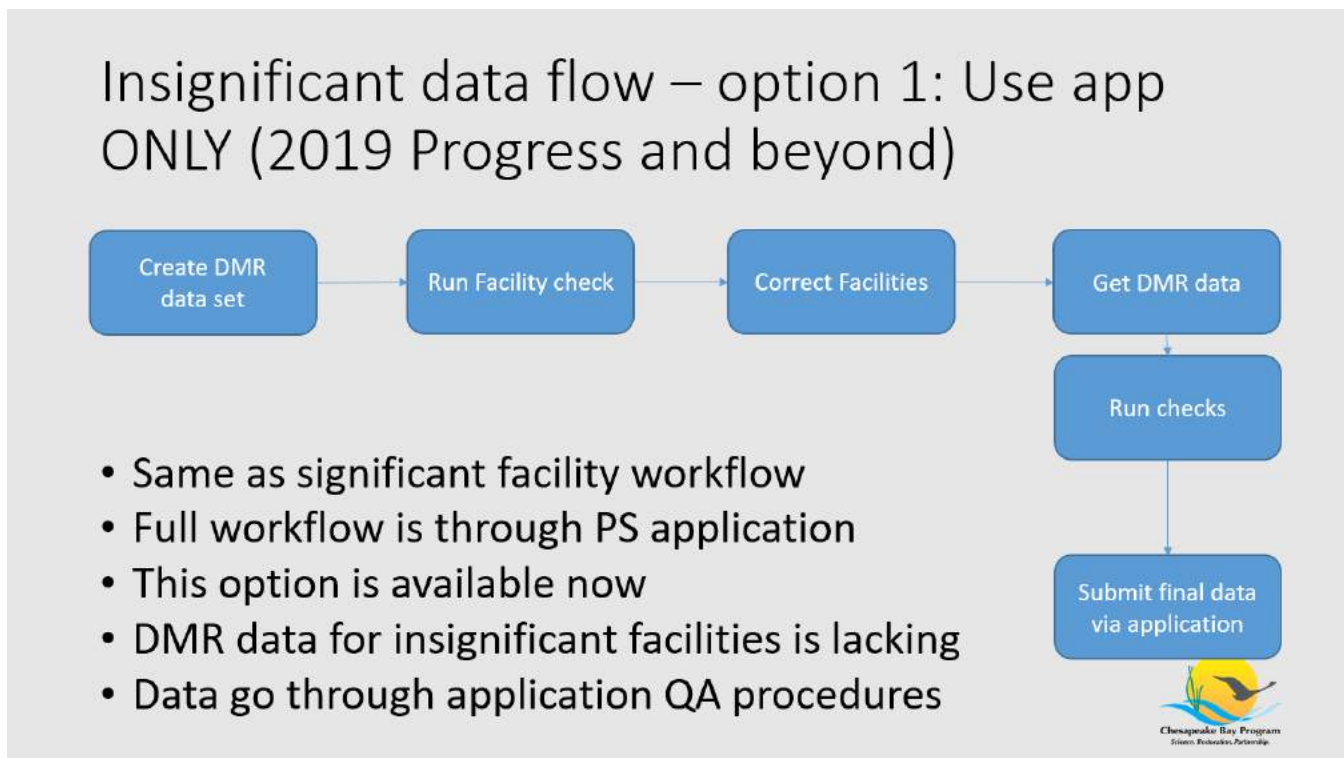 Insignificant data flow – option 1: Use app
ONLY (2019 Progress and beyond)
Create DMR
data set
Run Facility check
Correct Facilities
Get DMR data
Run checks
Submit final data
via application
• Same as significant facility workflow
• Full workflow is through PS application
• This option is available now
• DMR data for insignificant facilities is lacking
• Data go through application QA procedures
Chesapeake Bay Program
Science. Restoration. Partnership.